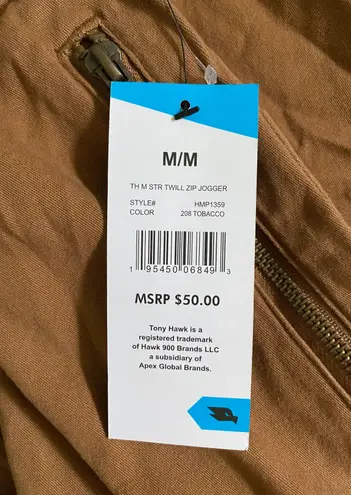 M/M
TH M STR TWILL ZIP JOGGER
STYLE# HMP1359
COLOR 208 TOBACCO
1 95450 06849 3
MSRP $50.00
Tony Hawk is a
registered trademark
of Hawk 900 Brands LLC
a subsidiary of
Apex Global Brands.